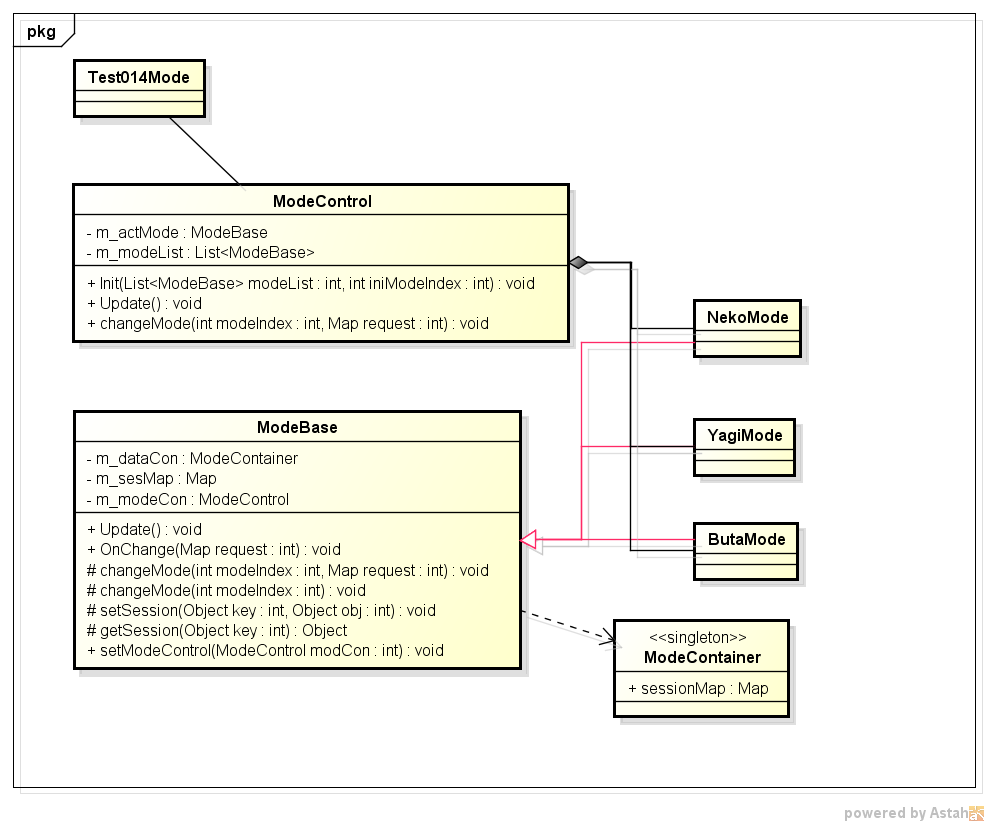 pkg
Test014Mode
ModeControl
- m_actMode : ModeBase
- m_modeList : List<ModeBase>
+ Init(List<ModeBase> modeList : int, int iniModeIndex : int) : void
+ Update() : void
+ changeMode(int modeIndex : int, Map request : int) : void
NekoMode
ModeBase
YagiMode
- m_dataCon : ModeContainer
- m_sesMap : Map
- m_modeCon : ModeControl
+ Update() : void
+ OnChange(Map request : int) : void
# changeMode(int modeIndex : int, Map request : int) : void
# changeMode(int modeIndex : int) : void
# setSession(Object key : int, Object obj : int) : void
# getSession(Object key : int) : Object
+ setModeControl(ModeControl modCon : int) : void
ButaMode
<<singleton>>
ModeContainer
+ sessionMap : Map
powered by Astah